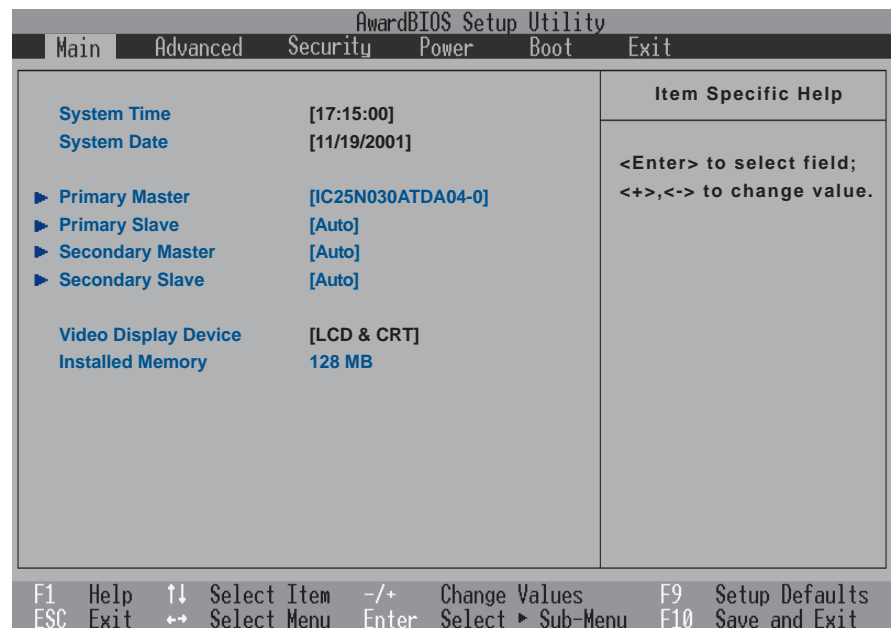 AwardBIOS Setup Utility
Main Advanced Security Power Boot Exit
Item Specific Help
System Time [17:15:00]
System Date [11/19/2001]
<Enter> to select field;
<+>,<-> to change value.
Primary Master [IC25N030ATDA04-0]
Primary Slave [Auto]
Secondary Master [Auto]
Secondary Slave [Auto]
Video Display Device [LCD & CRT]
Installed Memory 128 MB
F1 Help ↑↓ Select Item -/+ Change Values F9 Setup Defaults
ESC Exit ←→ Select Menu Enter Select ► Sub-Menu F10 Save and Exit